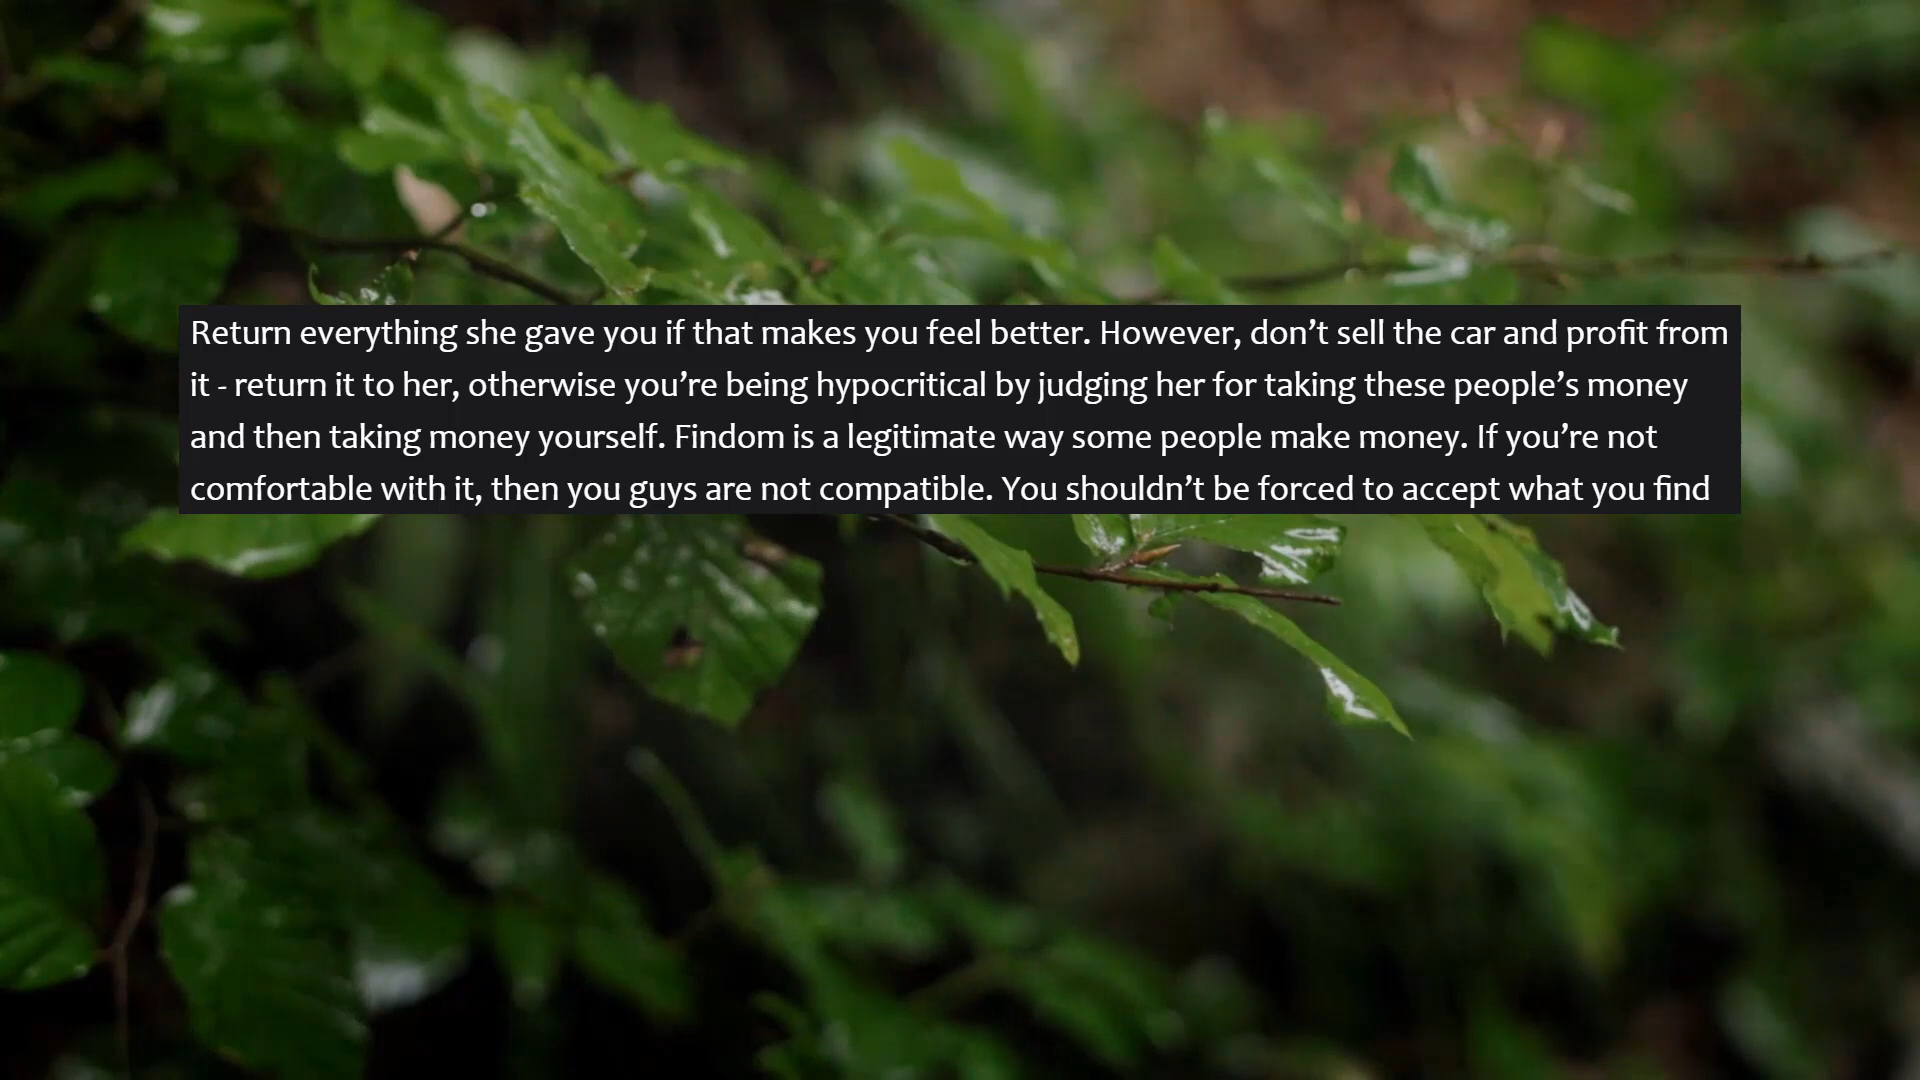 Return everything she gave you if that makes you feel better. However, don’t sell the car and profit from
it - return it to her, otherwise you’re being hypocritical by judging her for taking these people’s money
and then taking money yourself. Findom is a legitimate way some people make money. If you’re not
comfortable with it, then you guys are not compatible. You shouldn’t be forced to accept what you find